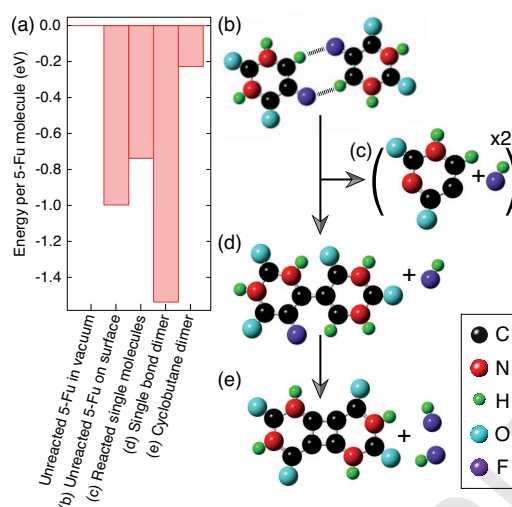 (a)
Energy per 5-Fu molecule (eV)
0.0
-0.2
-0.4
-0.6
-0.8
-1.0
-1.2
-1.4
Unreacted 5-Fu in vacuum
(b) Unreacted 5-Fu on surface
(c) Reacted single molecules
(d) Single bond dimer
(e) Cyclobutane dimer
(b)
(c)
( + ) x2
(d)
+
(e)
+
C
N
H
O
F